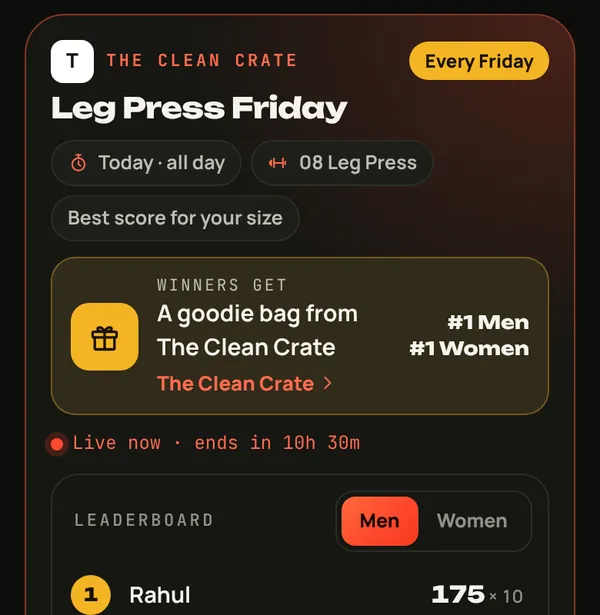 T THE CLEAN CRATE Every Friday
Leg Press Friday
Today · all day 08 Leg Press
Best score for your size
WINNERS GET
A goodie bag from
The Clean Crate
The Clean Crate >
#1 Men
#1 Women
Live now · ends in 10h 30m
LEADERBOARD Men Women
1 Rahul 175 × 10